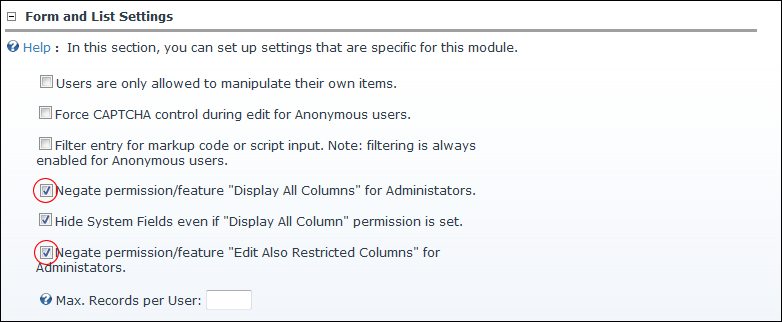 Form and List Settings
Help : In this section, you can set up settings that are specific for this module.
Users are only allowed to manipulate their own items.
Force CAPTCHA control during edit for Anonymous users.
Filter entry for markup code or script input. Note: filtering is always
enabled for Anonymous users.
Negate permission/feature "Display All Columns" for Administators.
Hide System Fields even if "Display All Column" permission is set.
Negate permission/feature "Edit Also Restricted Columns" for
Administators.
Max. Records per User: